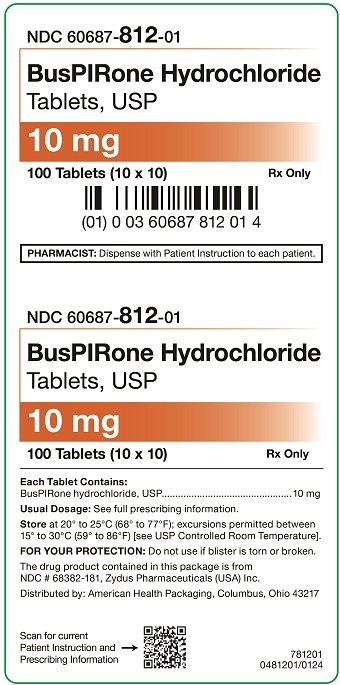 NDC 60687-812-01
BusPIRone Hydrochloride
Tablets, USP
10 mg
100 Tablets (10 x 10) Rx Only
(01) 0 03 60687 812 01 4
PHARMACIST: Dispense with Patient Instruction to each patient.
NDC 60687-812-01
BusPIRone Hydrochloride
Tablets, USP
10 mg
100 Tablets (10 x 10) Rx Only
Each Tablet Contains:
BusPIRone hydrochloride, USP................................................10 mg
Usual Dosage: See full prescribing information.
Store at 20° to 25°C (68° to 77°F); excursions permitted between
15° to 30°C (59° to 86°F) [see USP Controlled Room Temperature].
FOR YOUR PROTECTION: Do not use if blister is torn or broken.
The drug product contained in this package is from
NDC # 68382-181, Zydus Pharmaceuticals (USA) Inc.
Distributed by: American Health Packaging, Columbus, Ohio 43217
Scan for current
Patient Instruction and
Prescribing Information
781201
0481201/0124